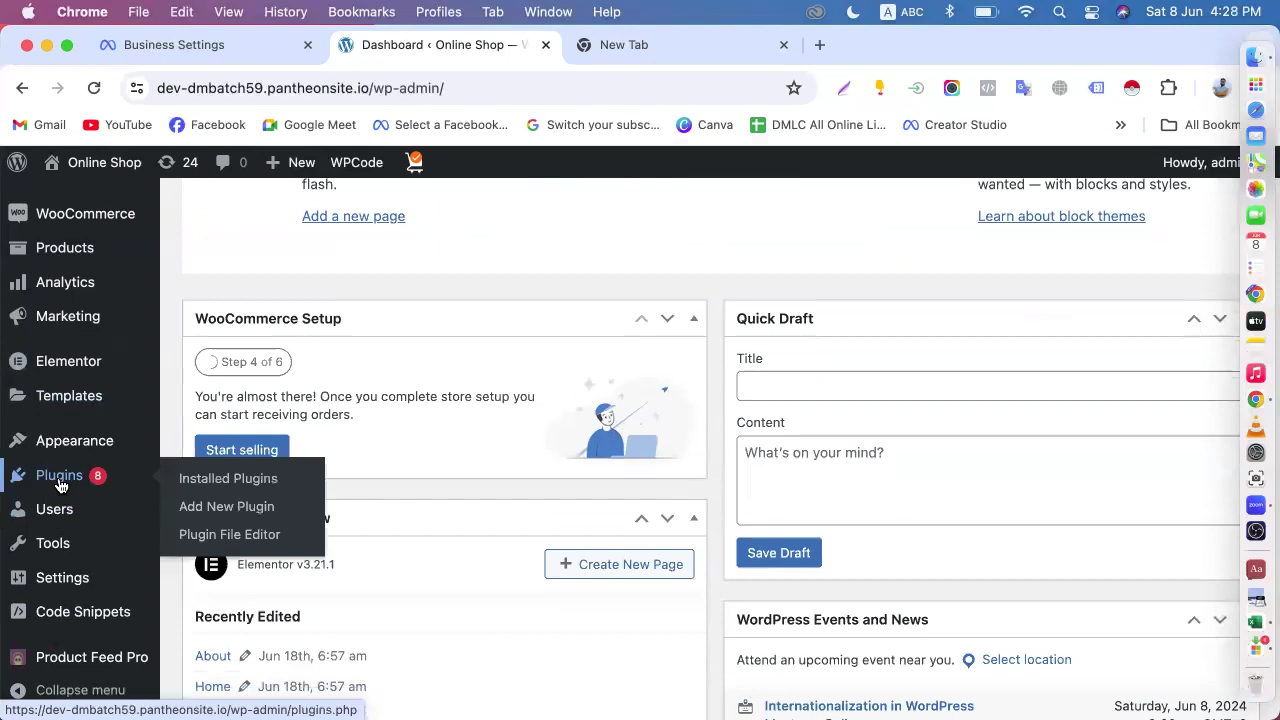 Chrome File Edit View History Bookmarks Profiles Tab Window Help A ABC Sat 8 Jun 4:28 PM
Business Settings Dashboard ‹ Online Shop — W New Tab
dev-dmbatch59.pantheonsite.io/wp-admin/
Gmail YouTube Facebook Google Meet Select a Facebook... Switch your subsc... Canva DMLC All Online Li... Creator Studio » All Bookm
Online Shop 24 0 New WPCode Howdy, admi
WooCommerce
Products
Analytics
Marketing
Elementor
Templates
Appearance
Plugins 8
Users
Tools
Settings
Code Snippets
Product Feed Pro
Collapse menu
Installed Plugins
Add New Plugin
Plugin File Editor
flash.
Add a new page
wanted — with blocks and styles.
Learn about block themes
WooCommerce Setup
Step 4 of 6
You're almost there! Once you complete store setup you
can start receiving orders.
Start selling
Elementor v3.21.1
Create New Page
Recently Edited
About Jun 18th, 6:57 am
Home Jun 18th, 6:57 am
Quick Draft
Title
Content
What's on your mind?
Save Draft
WordPress Events and News
Attend an upcoming event near you. Select location
Internationalization in WordPress Saturday, Jun 8, 2024
https://dev-dmbatch59.pantheonsite.io/wp-admin/plugins.php
JUN
8
tv
zoom
Aa